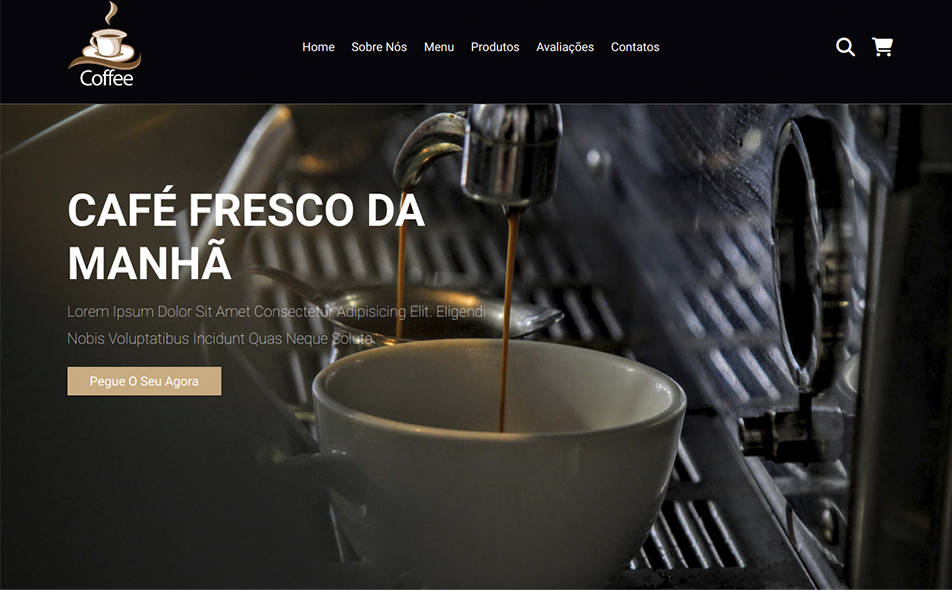 Coffee
Home Sobre Nós Menu Produtos Avaliações Contatos
CAFÉ FRESCO DA
MANHÃ
Lorem Ipsum Dolor Sit Amet Consectetur Adipisicing Elit. Eligendi
Nobis Voluptatibus Incidunt Quas Neque Soluta.
Pegue O Seu Agora